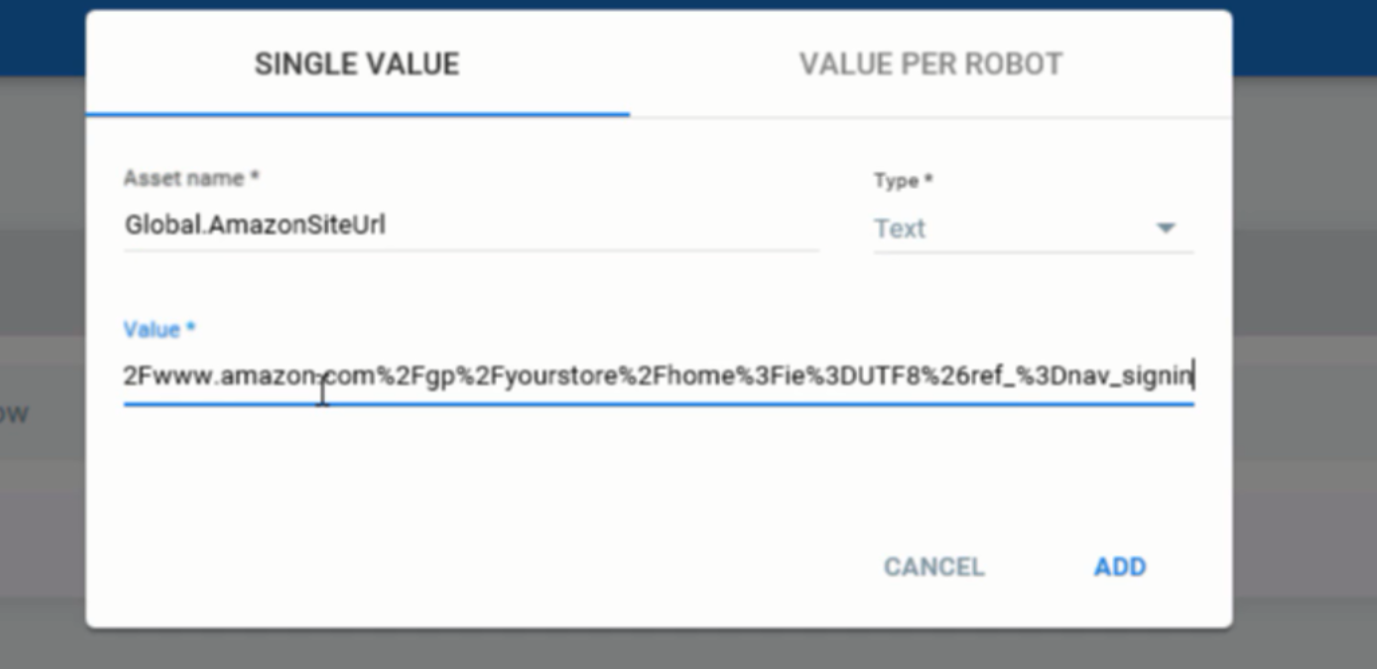 SINGLE VALUE
VALUE PER ROBOT
Asset name *
Type *
Global.AmazonSiteUrl
Text
Value *
2Fwww.amazon.com%2Fgp%2Fyourstore%2Fhome%3Fie%3DUTF8%26ref_%3Dnav_signin
ow
CANCEL
ADD